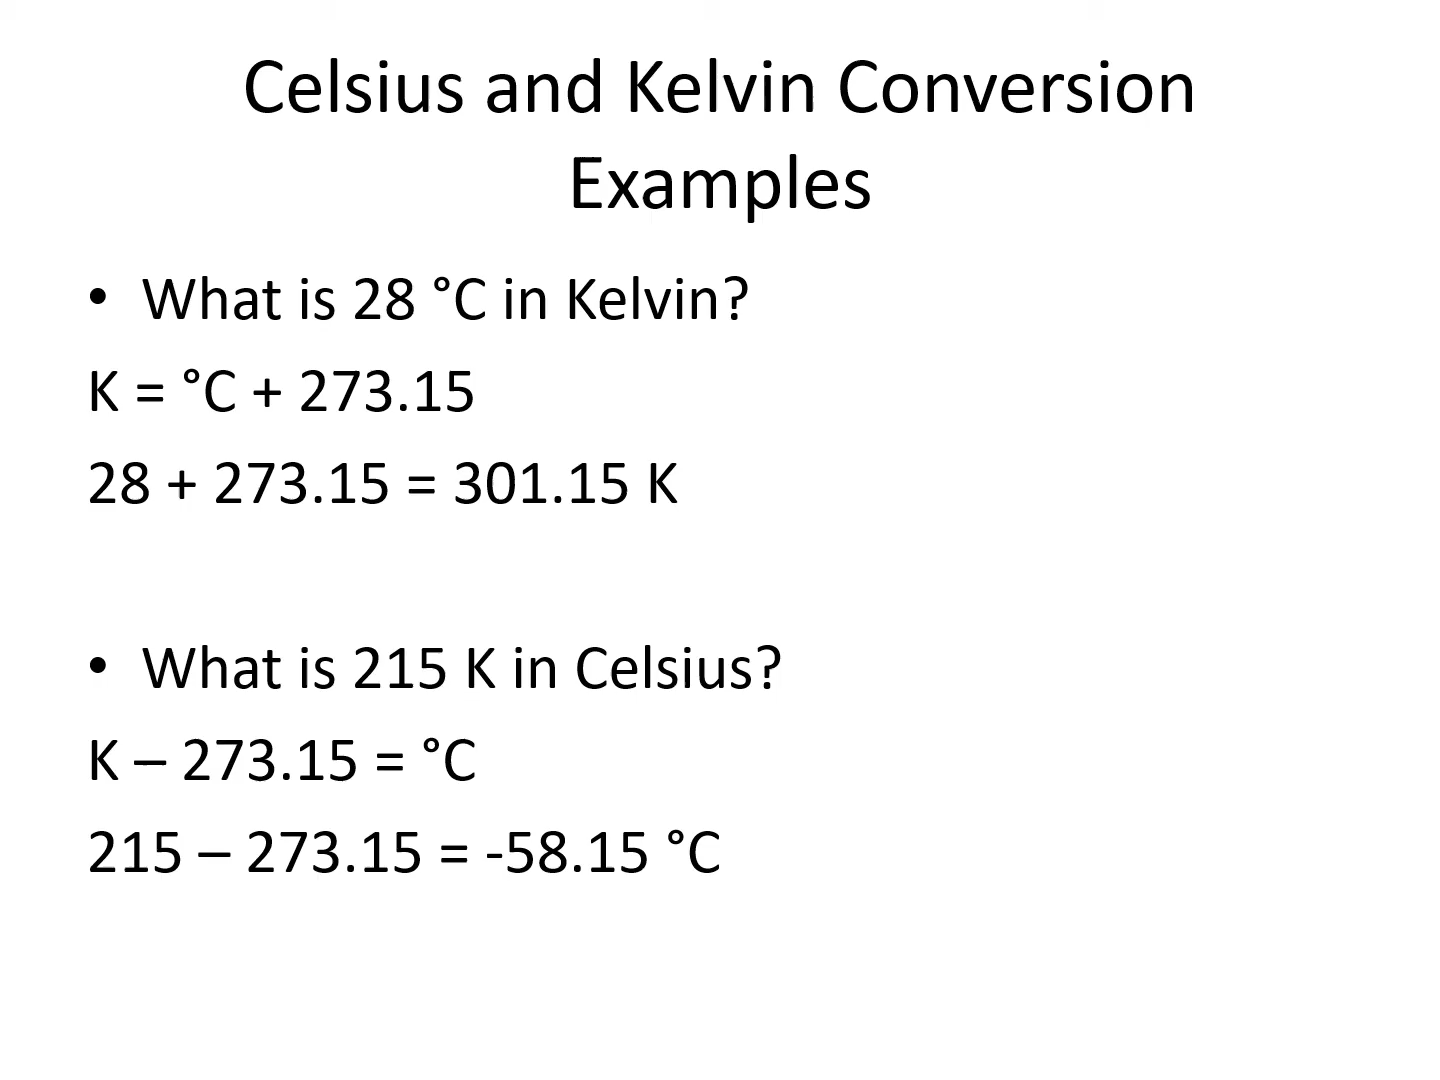 Celsius and Kelvin Conversion
Examples
• What is 28 °C in Kelvin?
K = °C + 273.15
28 + 273.15 = 301.15 K
• What is 215 K in Celsius?
K – 273.15 = °C
215 – 273.15 = -58.15 °C